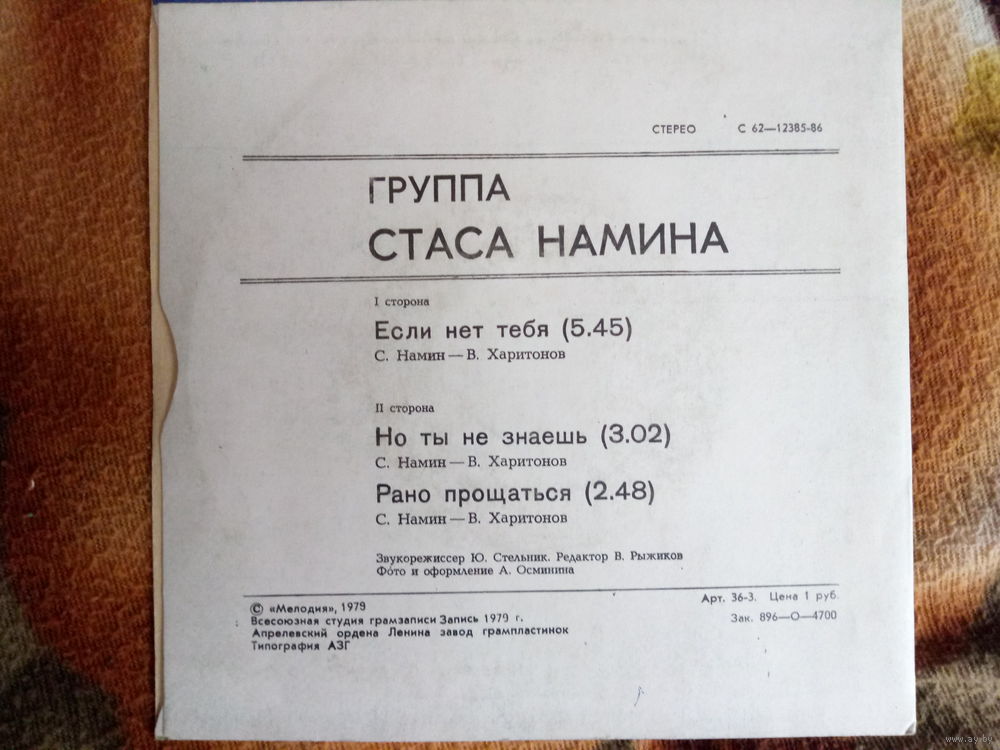 СТЕРЕО С 62—12385-86
ГРУППА
СТАСА НАМИНА
I сторона
Если нет тебя (5.45)
С. Намин — В. Харитонов
II сторона
Но ты не знаешь (3.02)
С. Намин — В. Харитонов
Рано прощаться (2.48)
С. Намин — В. Харитонов
Звукорежиссер Ю. Стельник. Редактор В. Рыжиков
Фото и оформление А. Осминина
Арт. 36-3. Цена 1 руб.
Зак. 896—О—4700
© «Мелодия», 1979
Всесоюзная студия грамзаписи Запись 1979 г.
Апрелевский ордена Ленина завод грампластинок
Типография АЗГ
www.ay.by